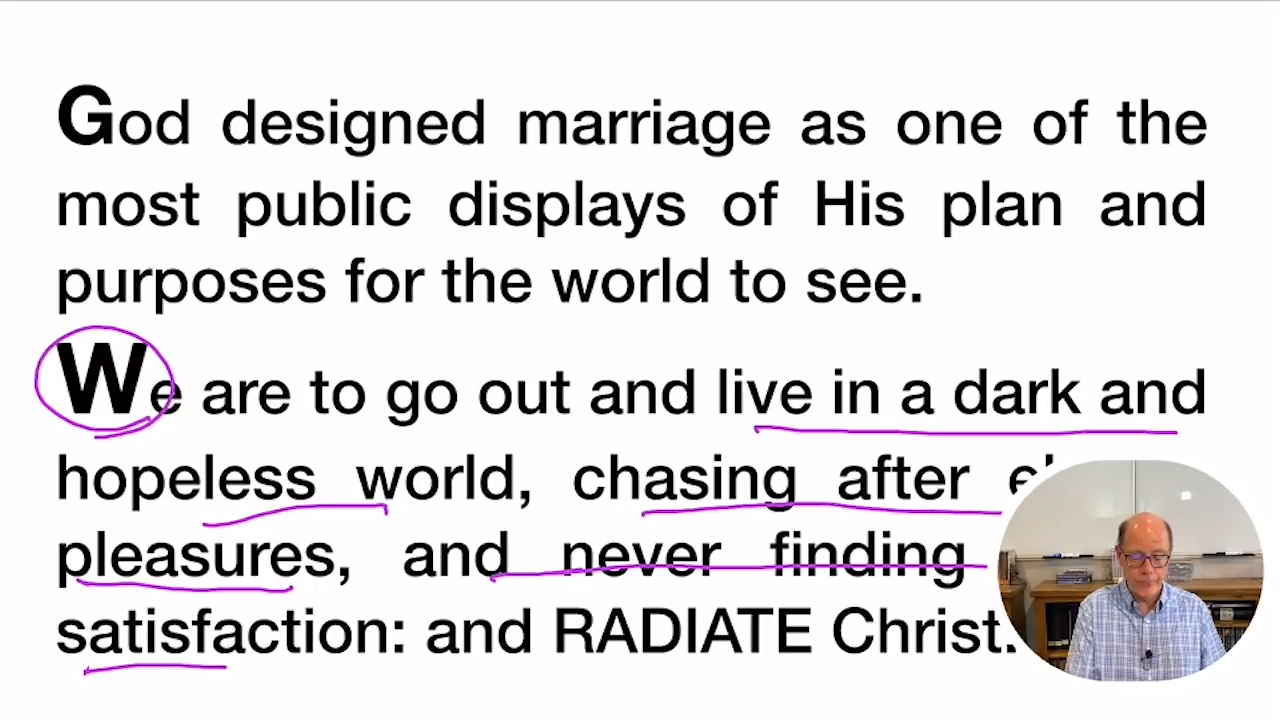 God designed marriage as one of the
most public displays of His plan and
purposes for the world to see.
We are to go out and live in a dark and
hopeless world, chasing after
pleasures, and never finding
satisfaction: and RADIATE Christ.